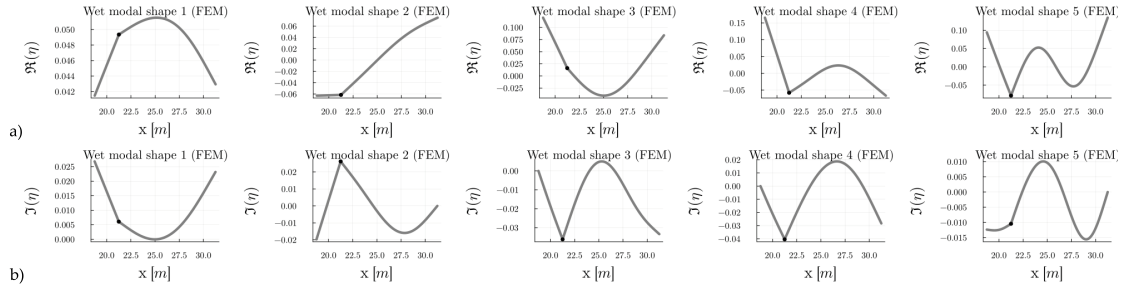 Wet modal shape 1 (FEM) Wet modal shape 2 (FEM) Wet modal shape 3 (FEM) Wet modal shape 4 (FEM) Wet modal shape 5 (FEM)
ℜ(η) 0.050 0.048 0.046 0.044 0.042
ℜ(η) 0.06 0.04 0.02 0.00 −0.02 −0.04 −0.06
ℜ(η) 0.125 0.100 0.075 0.050 0.025 0.000 −0.025
ℜ(η) 0.15 0.10 0.05 0.00 −0.05
ℜ(η) 0.10 0.05 0.00 −0.05
20.0 22.5 25.0 27.5 30.0 20.0 22.5 25.0 27.5 30.0 20.0 22.5 25.0 27.5 30.0 20.0 22.5 25.0 27.5 30.0 20.0 22.5 25.0 27.5 30.0
a) x [m] x [m] x [m] x [m] x [m]
Wet modal shape 1 (FEM) Wet modal shape 2 (FEM) Wet modal shape 3 (FEM) Wet modal shape 4 (FEM) Wet modal shape 5 (FEM)
ℑ(η) 0.025 0.020 0.015 0.010 0.005 0.000
ℑ(η) 0.02 0.01 0.00 −0.01 −0.02
ℑ(η) 0.00 −0.01 −0.02 −0.03
ℑ(η) 0.02 0.01 0.00 −0.01 −0.02 −0.03 −0.04
ℑ(η) 0.010 0.005 0.000 −0.005 −0.010 −0.015
20.0 22.5 25.0 27.5 30.0 20.0 22.5 25.0 27.5 30.0 20.0 22.5 25.0 27.5 30.0 20.0 22.5 25.0 27.5 30.0 20.0 22.5 25.0 27.5 30.0
b) x [m] x [m] x [m] x [m] x [m]